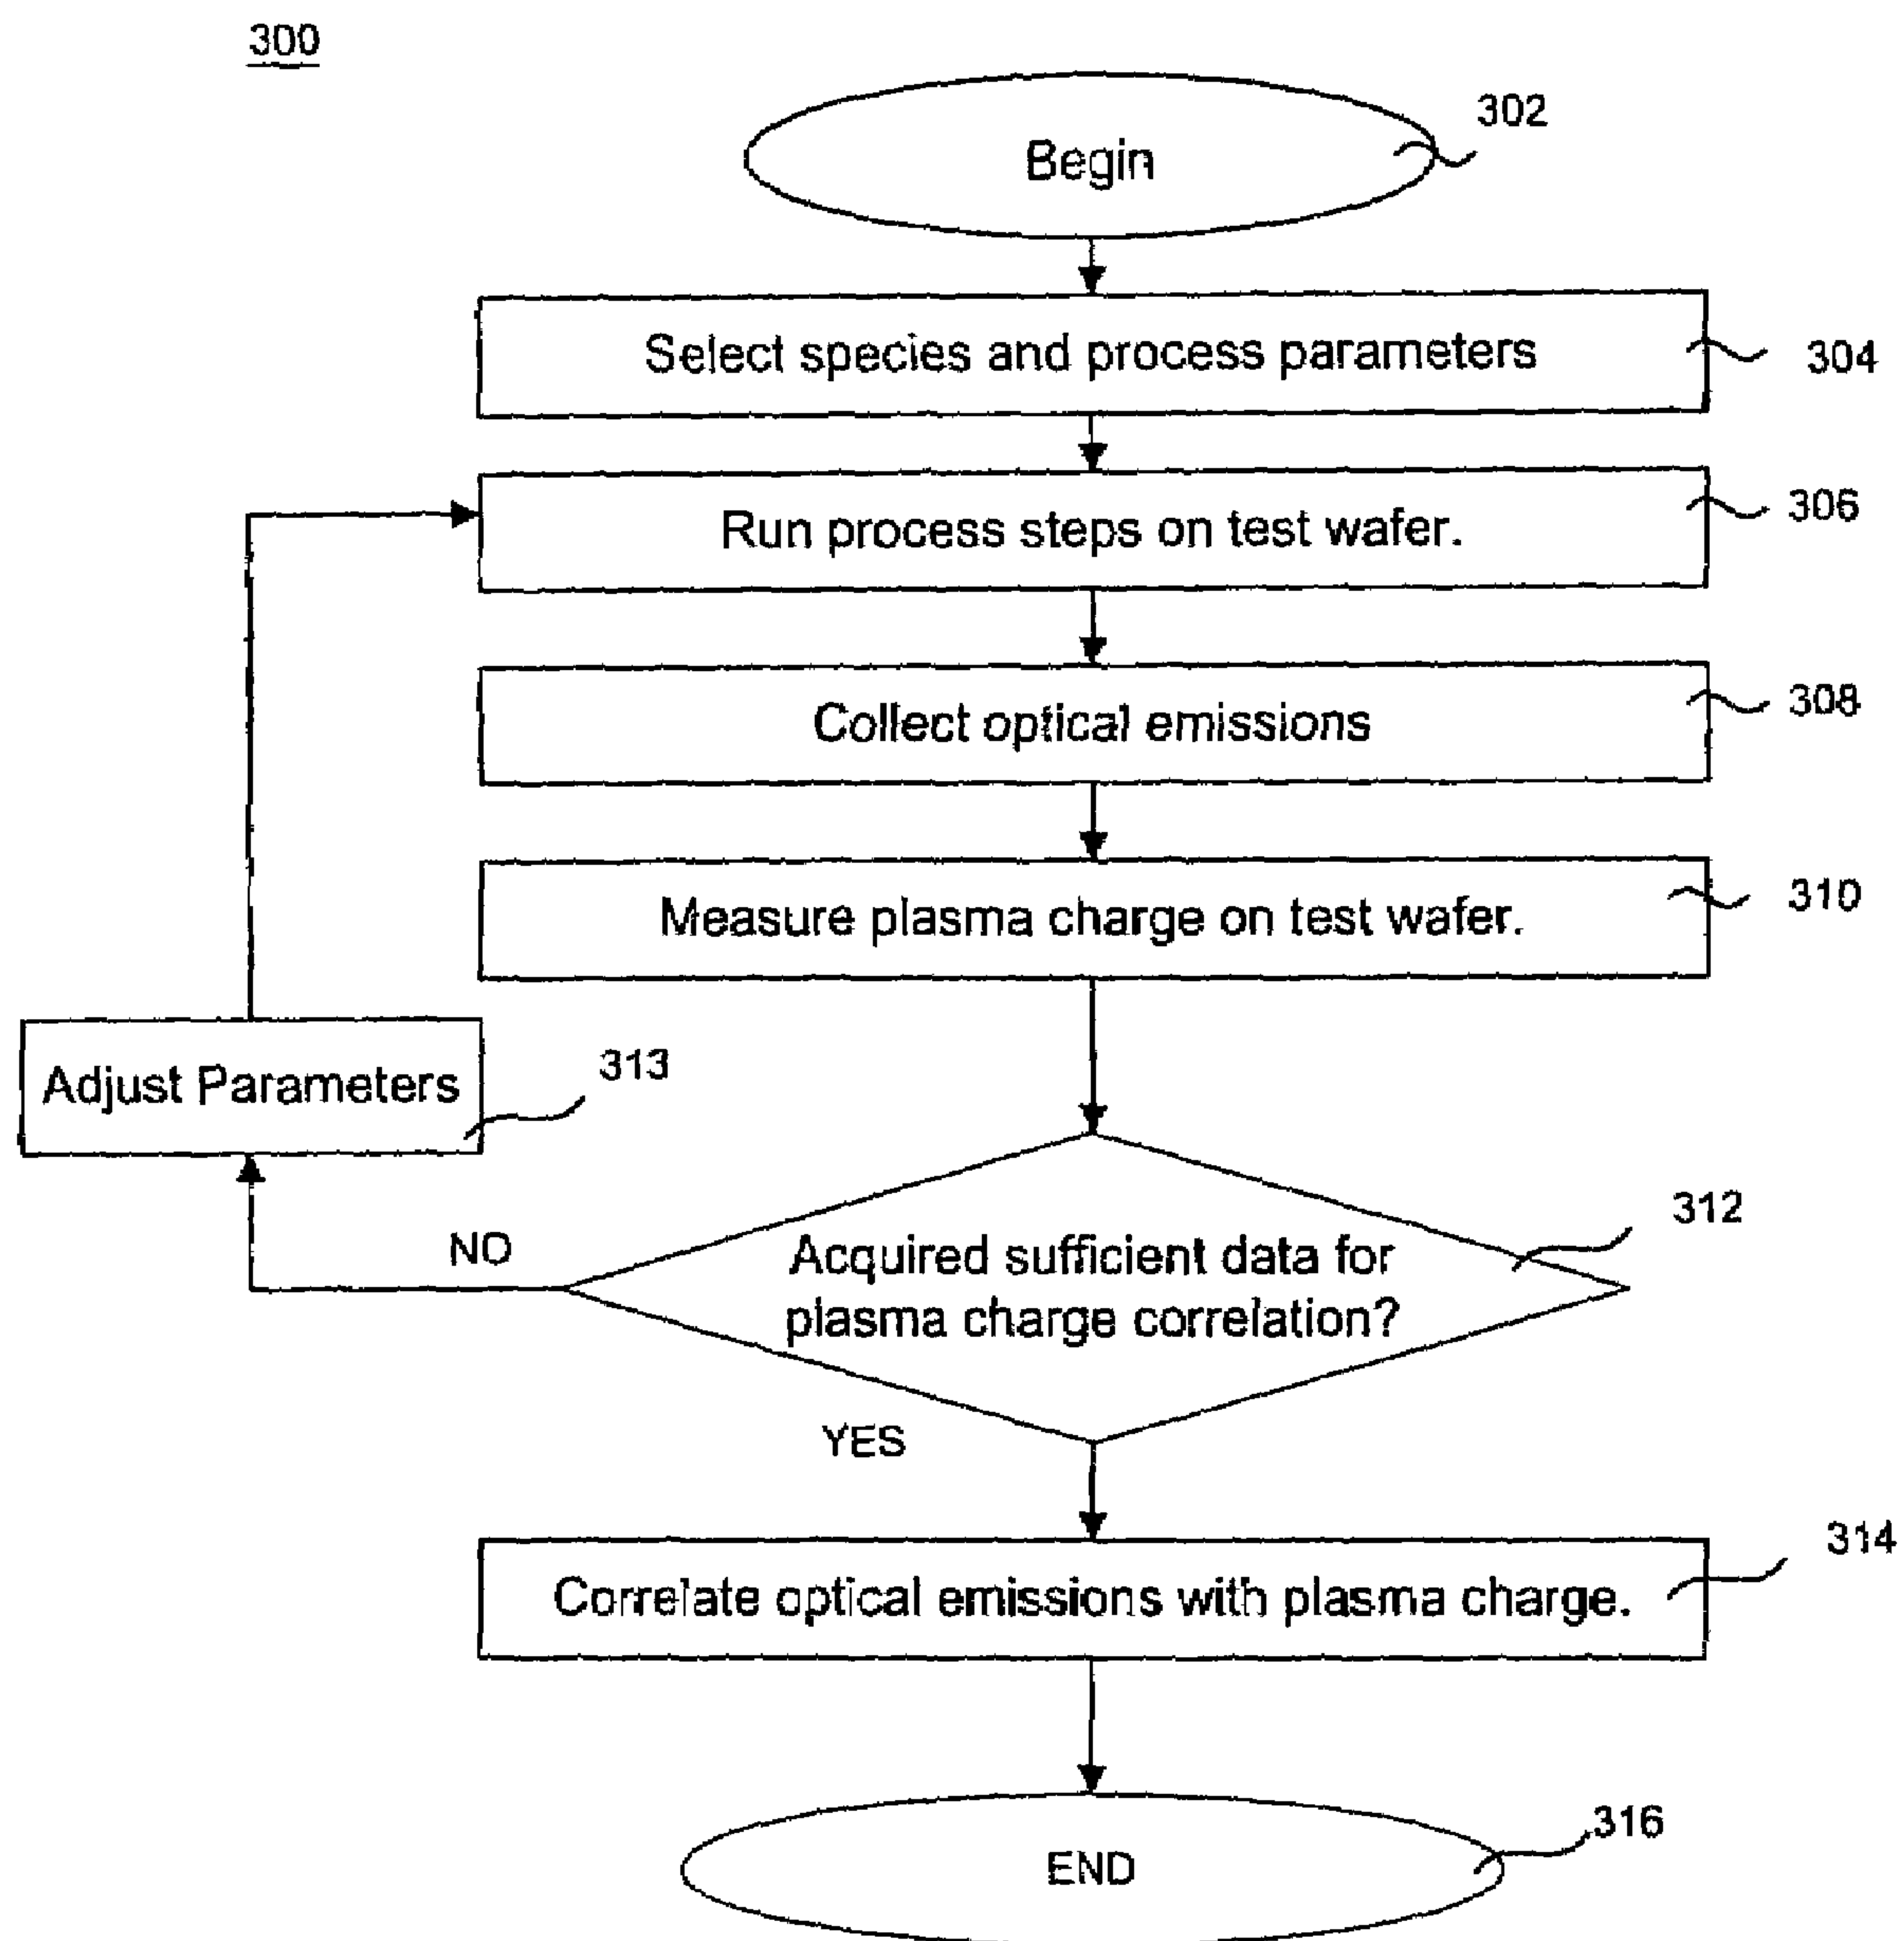 300
Begin
302
Select species and process parameters
304
Run process steps on test wafer.
306
Collect optical emissions
308
Measure plasma charge on test wafer.
310
Adjust Parameters
313
NO
Acquired sufficient data for
plasma charge correlation?
312
YES
Correlate optical emissions with plasma charge.
314
END
316